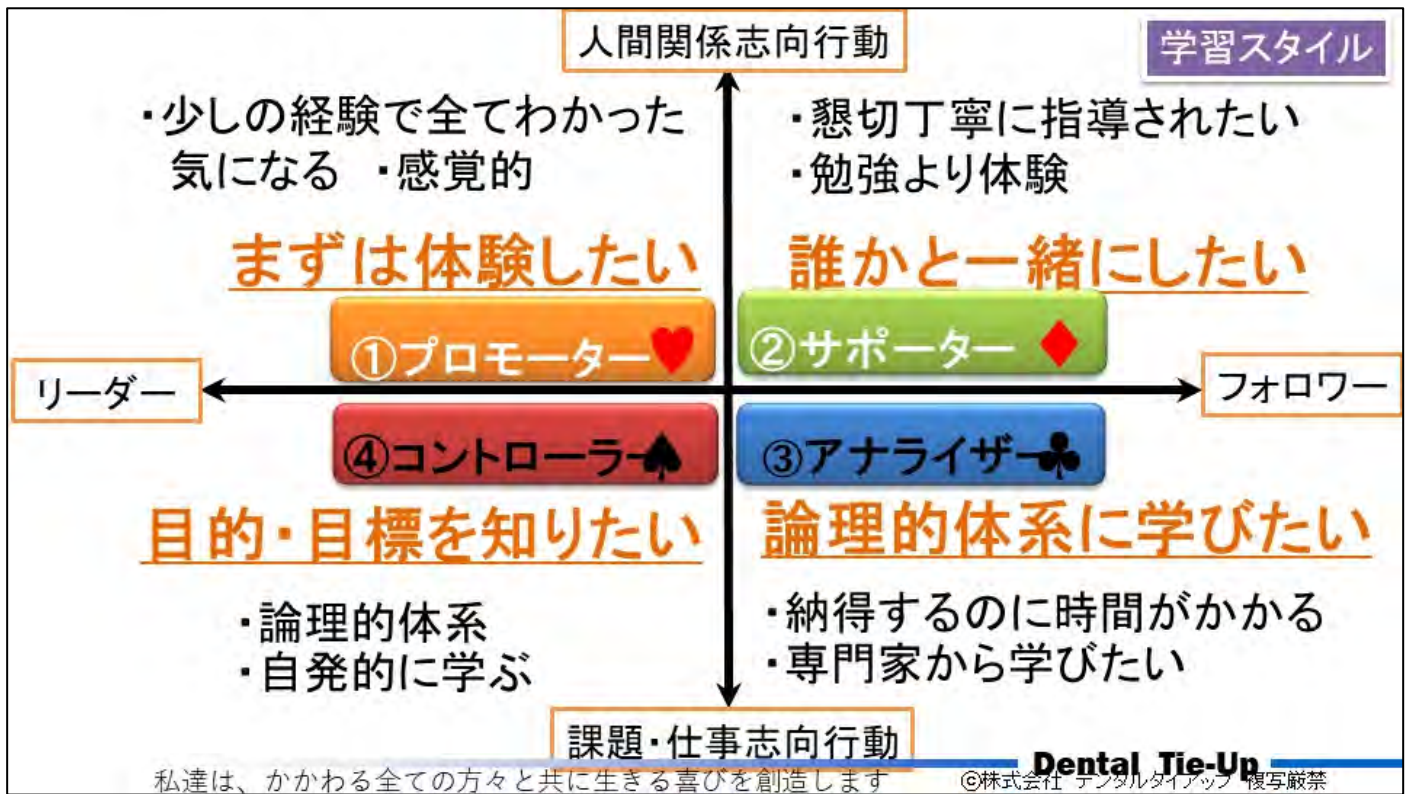 人間関係志向行動
学習スタイル
・少しの経験で全てわかった
気になる ・感覚的
・懇切丁寧に指導されたい
・勉強より体験
まずは体験したい
誰かと一緒にしたい
①プロモーター♥
②サポーター ♦
リーダー
フォロワー
④コントローラー♠
③アナライザー♣
目的・目標を知りたい
論理的体系に学びたい
・論理的体系
・自発的に学ぶ
・納得するのに時間がかかる
・専門家から学びたい
課題・仕事志向行動
Dental Tie-Up
私達は、かかわる全ての方々と共に生きる喜びを創造します
©株式会社 デンタルタイアップ 複写厳禁